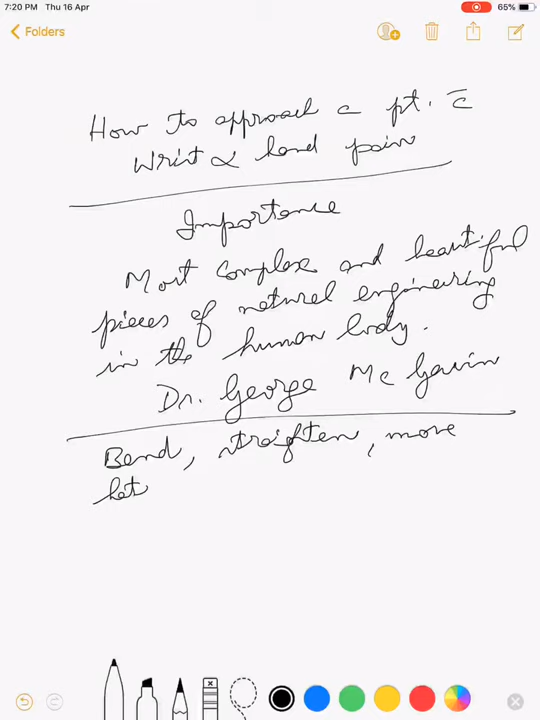 7:20 PM Thu 16 Apr
65%
Folders
How to approach a pt. c̄
Wrist & hand pain
Importance
Most complex and beautiful
pieces of natural engineering
in the human body.
Dr. George Mc Gavin
Bend, straighten, move
lat